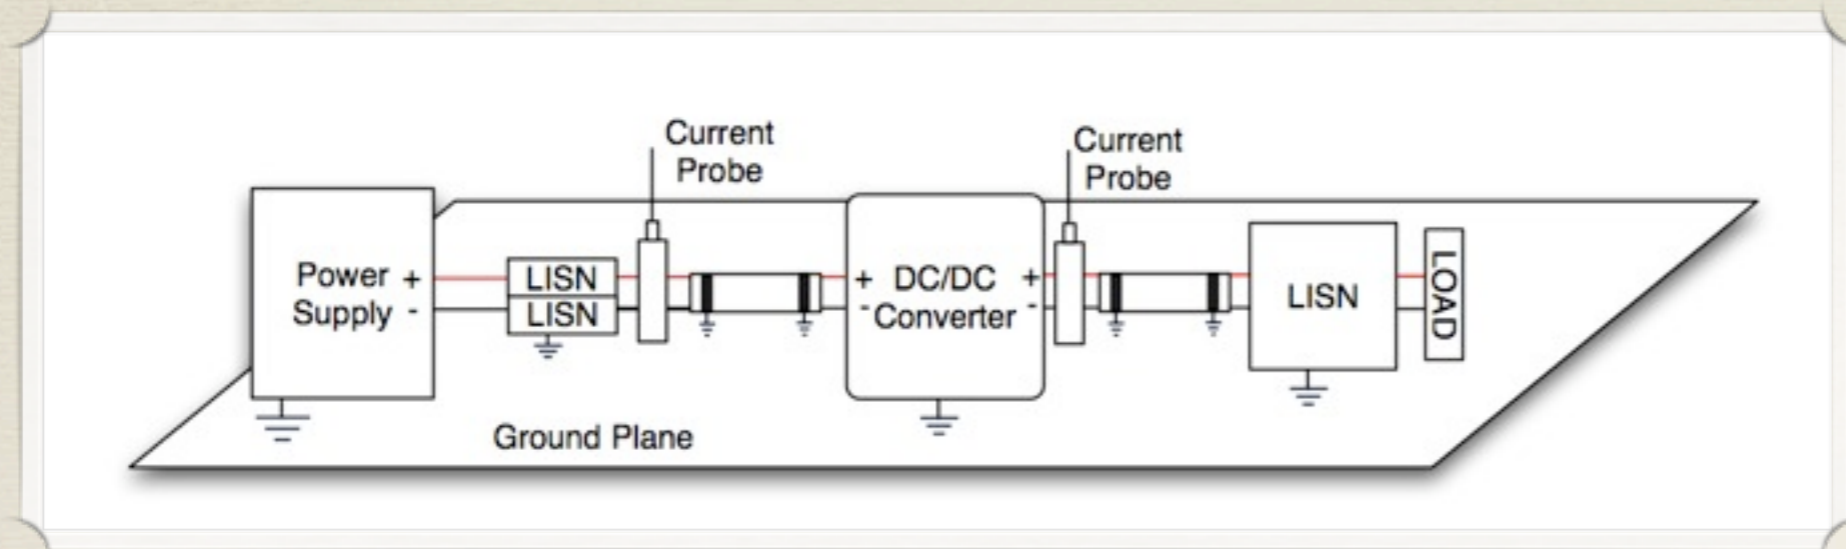 Current
Probe
Current
Probe
Power +
Supply -
LISN
LISN
+ DC/DC +
- Converter -
LISN
LOAD
Ground Plane